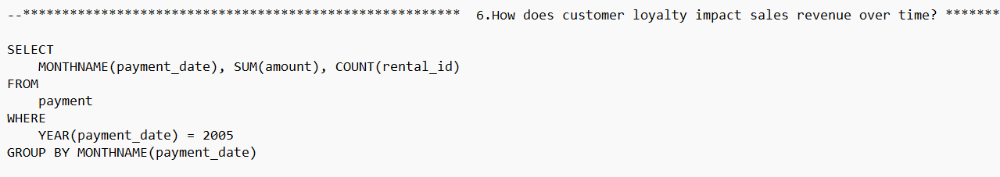 --******************************************************** 6.How does customer loyalty impact sales revenue over time? *******
SELECT
MONTHNAME(payment_date), SUM(amount), COUNT(rental_id)
FROM
payment
WHERE
YEAR(payment_date) = 2005
GROUP BY MONTHNAME(payment_date)